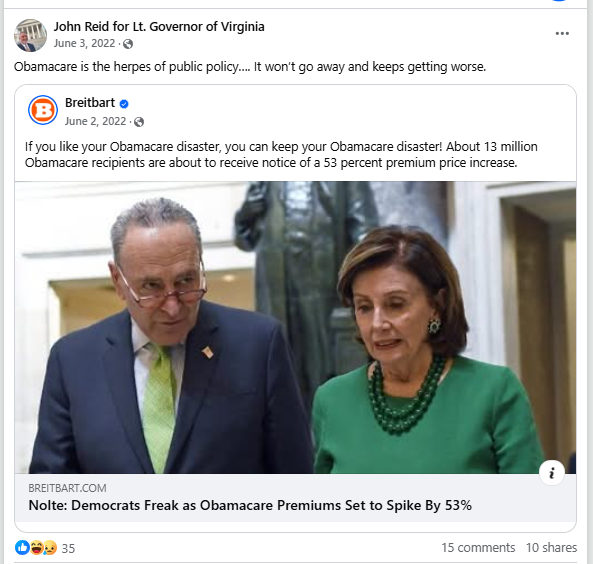 John Reid for Lt. Governor of Virginia
June 3, 2022 ·
Obamacare is the herpes of public policy.... It won't go away and keeps getting worse.
B
Breitbart
June 2, 2022 ·
If you like your Obamacare disaster, you can keep your Obamacare disaster! About 13 million
Obamacare recipients are about to receive notice of a 53 percent premium price increase.
i
BREITBART.COM
Nolte: Democrats Freak as Obamacare Premiums Set to Spike By 53%
35
15 comments 10 shares